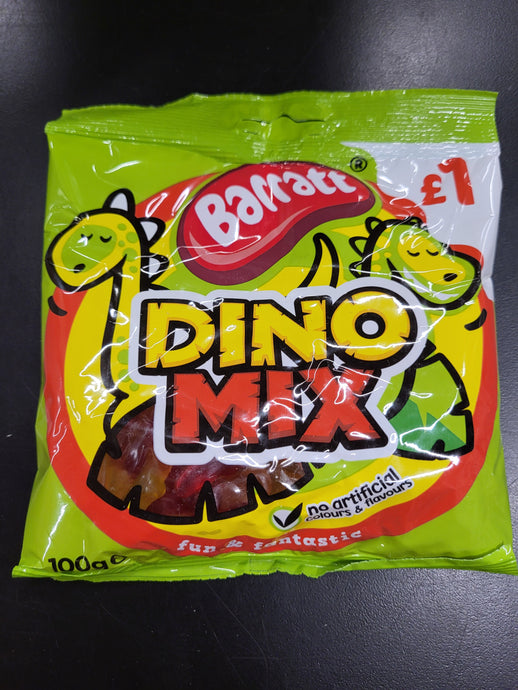 Barratt®
£1
DINO
MIX
no artificial
colours & flavours
fun & fantastic
100g e